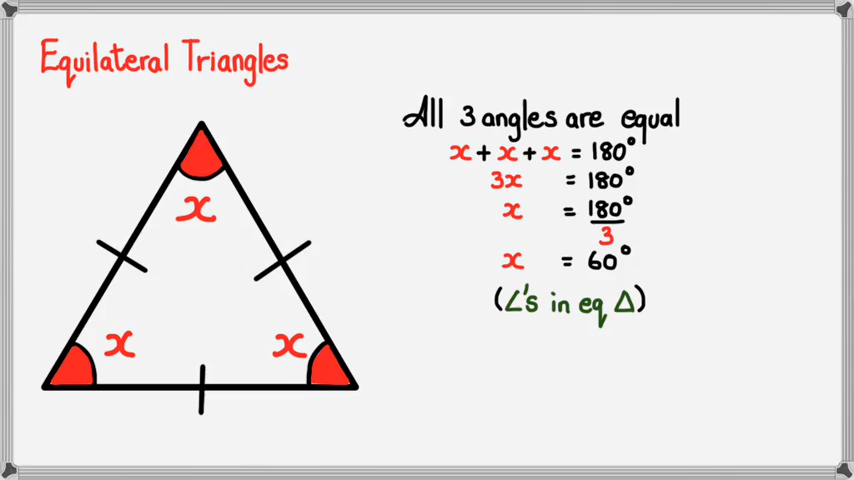 Equilateral Triangles
All 3 angles are equal
x + x + x = 180°
3x = 180°
x = 180°
3
x = 60°
(∠'s in eq Δ)
x
x x